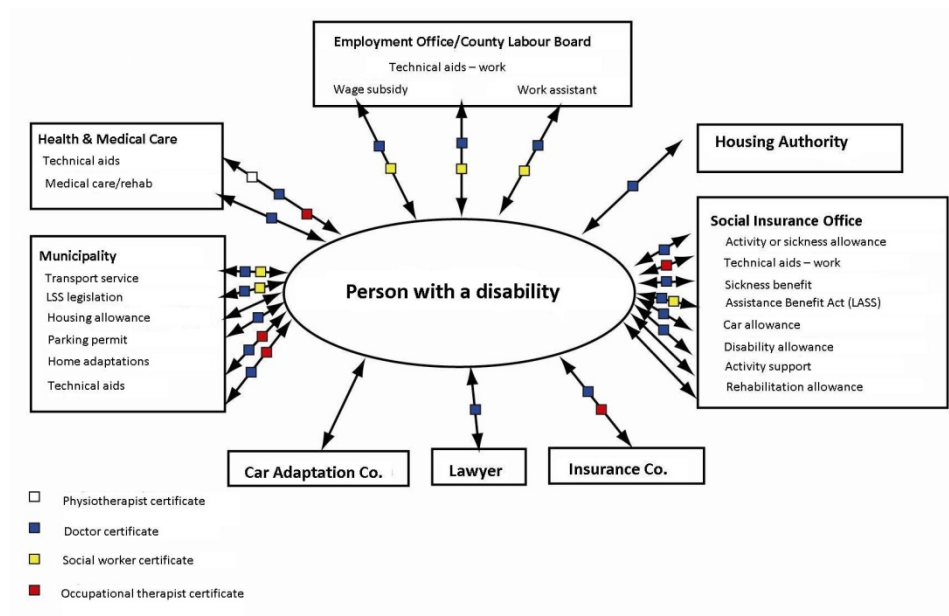 Employment Office/County Labour Board
Technical aids – work
Wage subsidy
Work assistant
Health & Medical Care
Technical aids
Medical care/rehab
Housing Authority
Municipality
Transport service
LSS legislation
Housing allowance
Parking permit
Home adaptations
Technical aids
Person with a disability
Social Insurance Office
Activity or sickness allowance
Technical aids – work
Sickness benefit
Assistance Benefit Act (LASS)
Car allowance
Disability allowance
Activity support
Rehabilitation allowance
Car Adaptation Co.
Lawyer
Insurance Co.
Physiotherapist certificate
Doctor certificate
Social worker certificate
Occupational therapist certificate